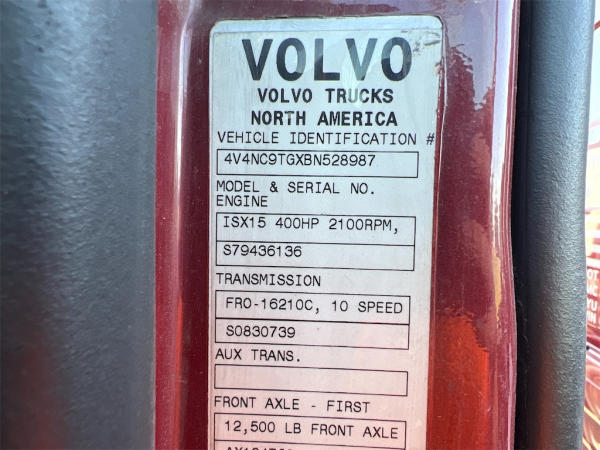 VOLVO
VOLVO TRUCKS
NORTH AMERICA
VEHICLE IDENTIFICATION #
4V4NC9TGXBN528987
MODEL & SERIAL NO.
ENGINE
ISX15 400HP 2100RPM,
S79436136
TRANSMISSION
FRO-16210C, 10 SPEED
S0830739
AUX TRANS.
FRONT AXLE - FIRST
12,500 LB FRONT AXLE